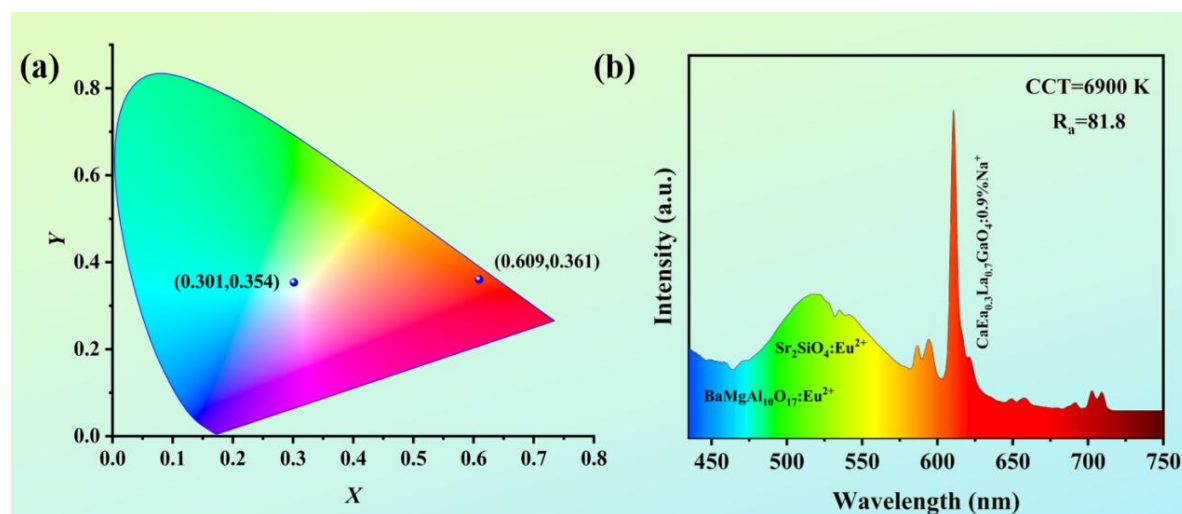 (a)
0.8
0.6
0.4
0.2
0.0
Y
(0.301,0.354)
(0.609,0.361)
0.0 0.1 0.2 0.3 0.4 0.5 0.6 0.7 0.8
X
(b)
CCT=6900 K
Rₐ=81.8
Intensity (a.u.)
Sr₂SiO₄:Eu²⁺
BaMgAl₁₀O₁₇:Eu²⁺
CaEa₀.₃La₀.₇GaO₄:0.9%Na⁺
450 500 550 600 650 700 750
Wavelength (nm)